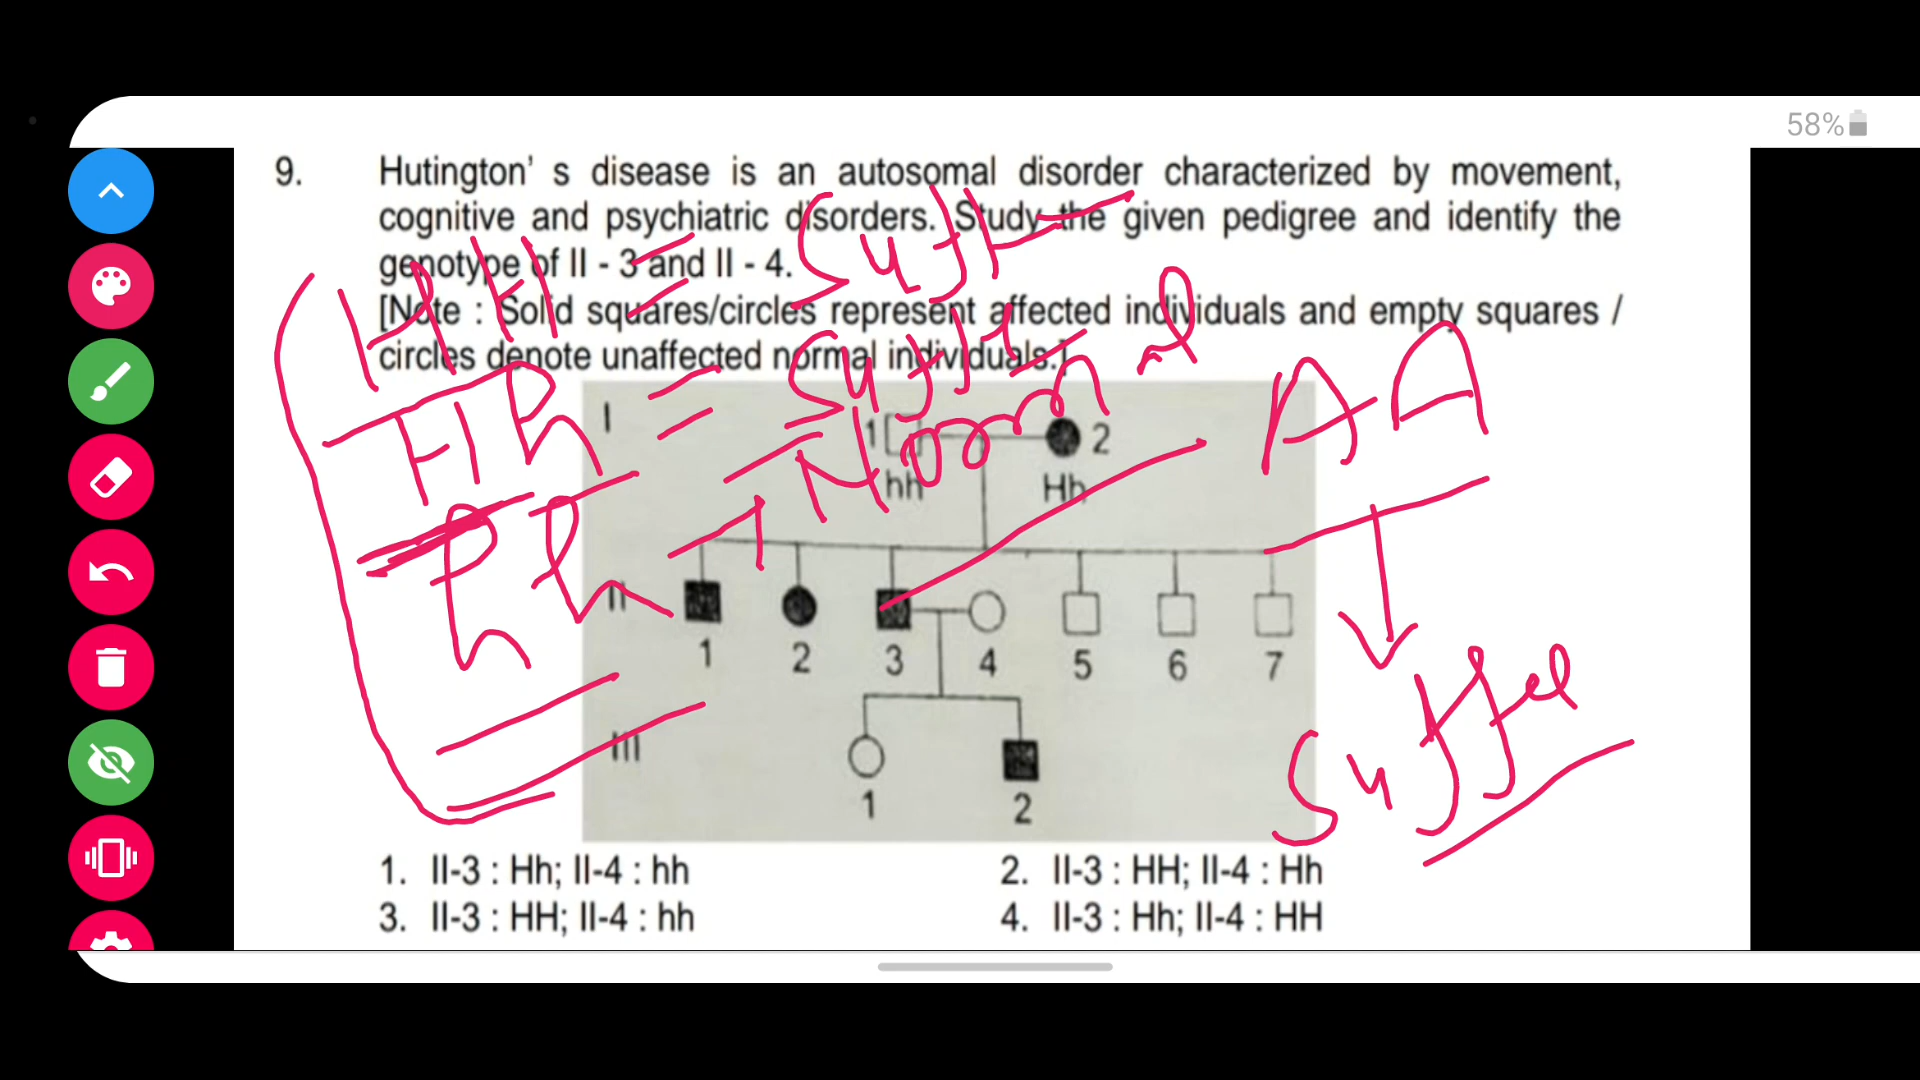 58%
9. Hutington' s disease is an autosomal disorder characterized by movement,
cognitive and psychiatric disorders. Study the given pedigree and identify the
genotype of II - 3 and II - 4.
[Note : Solid squares/circles represent affected individuals and empty squares /
circles denote unaffected normal individuals.]
HH = Suff
Hh = Suff
hh → Normal
AA
↓
Suffel
I
1 2
hh Hh
II
1 2 3 4 5 6 7
III
1 2
1. II-3 : Hh; II-4 : hh 2. II-3 : HH; II-4 : Hh
3. II-3 : HH; II-4 : hh 4. II-3 : Hh; II-4 : HH